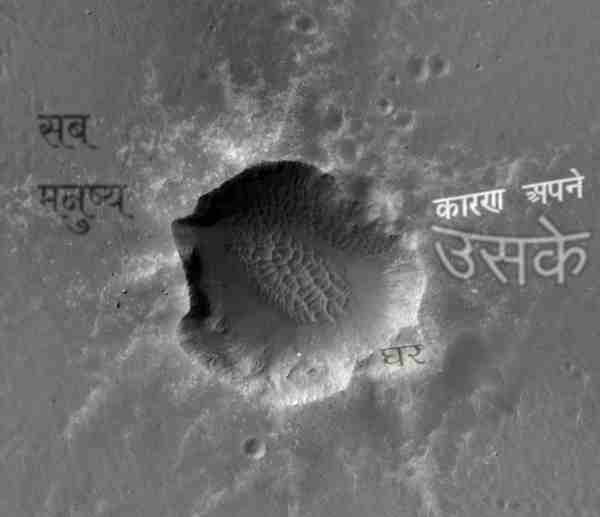 सब
मनुष्य
कारण अपने
उसके
घर